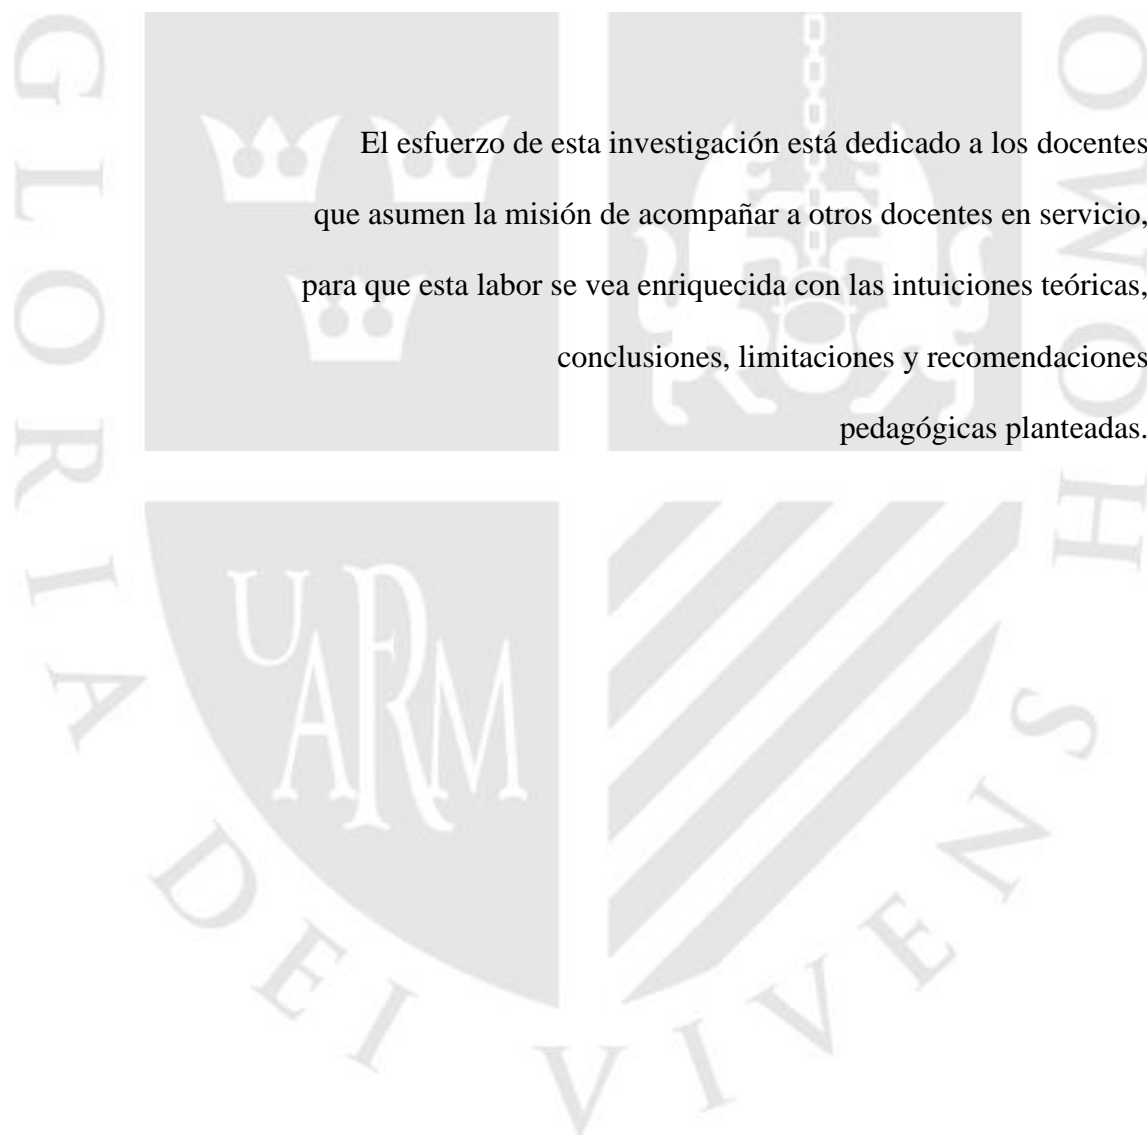 El esfuerzo de esta investigación está dedicado a los docentes
que asumen la misión de acompañar a otros docentes en servicio,
para que esta labor se vea enriquecida con las intuiciones teóricas,
conclusiones, limitaciones y recomendaciones
pedagógicas planteadas.
GLORIA DEI VIVENS HOMO
UARM